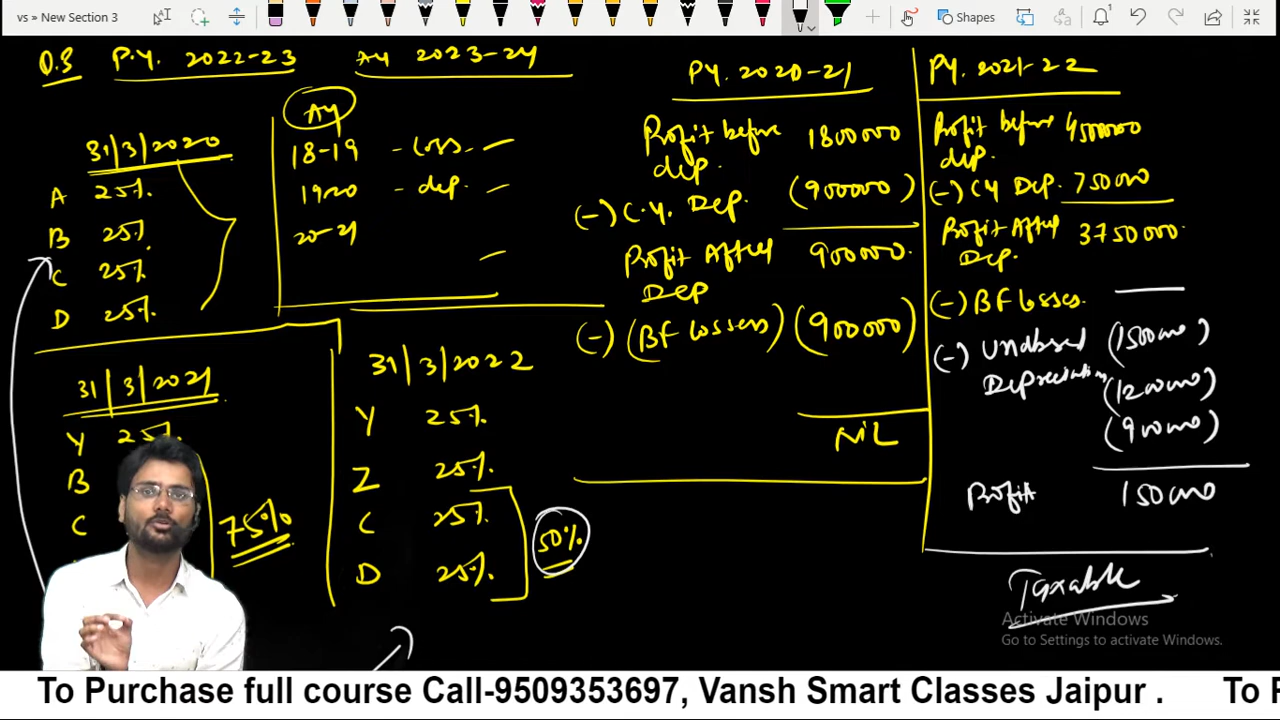 vs » New Section 3
Shapes
Q.8 P.Y. 2022-23 AY 2023-24
31/3/2020
A 25%
B 25%
C 25%
D 25%
AY
18-19 - Loss -
19-20 - dep. -
20-21 -
31/3/2021
Y 25%
B
C
75%
31/3/2022
Y 25%
Z 25%
C 25%
D 25%
50%
PY. 2020-21
Profit before dep. 1800000
(-) C.Y. Dep. (900000)
Profit After Dep 900000
(-) (BF Lossess) (900000)
NIL
PY. 2021-22
Profit before dep. 4500000
(-) CY Dep. 750000
Profit After Dep. 3750000
(-) BF Losses.
(-) Unabsorbed Depreciation (1500000)
(1200000)
(900000)
Profit 150000
Taxable
Activate Windows
Go to Settings to activate Windows.
To Purchase full course Call-9509353697, Vansh Smart Classes Jaipur . To